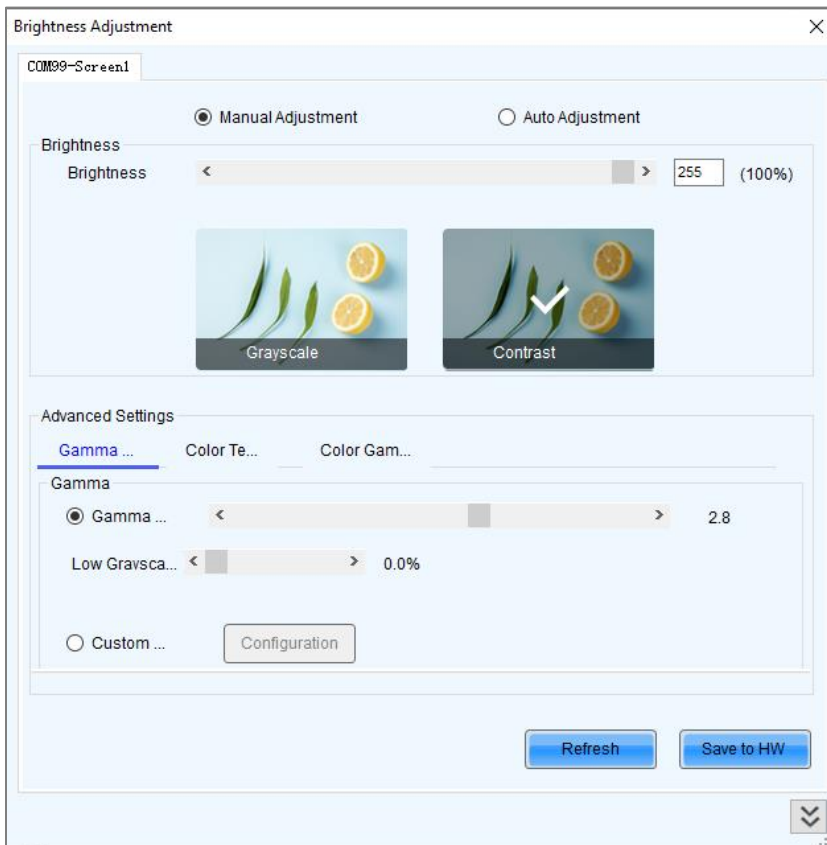 Brightness Adjustment
COM99-Screen1
Manual Adjustment Auto Adjustment
Brightness
Brightness 255 (100%)
Grayscale Contrast
Advanced Settings
Gamma ... Color Te... Color Gam...
Gamma
Gamma ... 2.8
Low Graysca... 0.0%
Custom ... Configuration
Refresh Save to HW